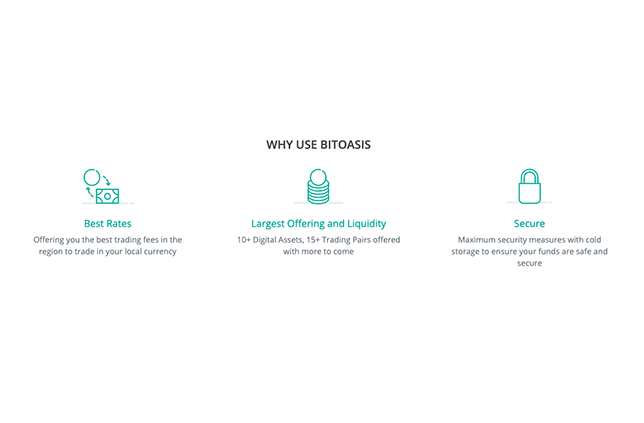 WHY USE BITOASIS
Best Rates
Offering you the best trading fees in the
region to trade in your local currency
Largest Offering and Liquidity
10+ Digital Assets, 15+ Trading Pairs offered
with more to come
Secure
Maximum security measures with cold
storage to ensure your funds are safe and
secure